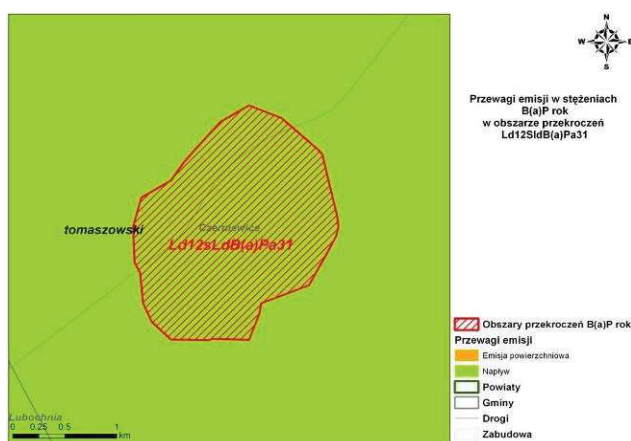 N
W E
S
Przewagi emisji w stężeniach
B(a)P rok
w obszarze przekroczeń
Ld12SldB(a)Pa31
tomaszowski
Czerniewice
Ld12sLdB(a)Pa31
Obszary przekroczeń B(a)P rok
Przewagi emisji
Emisja powierzchniowa
Napływ
Powiaty
Gminy
Drogi
Zabudowa
Lubochnia
0 0.25 0.5 1
km